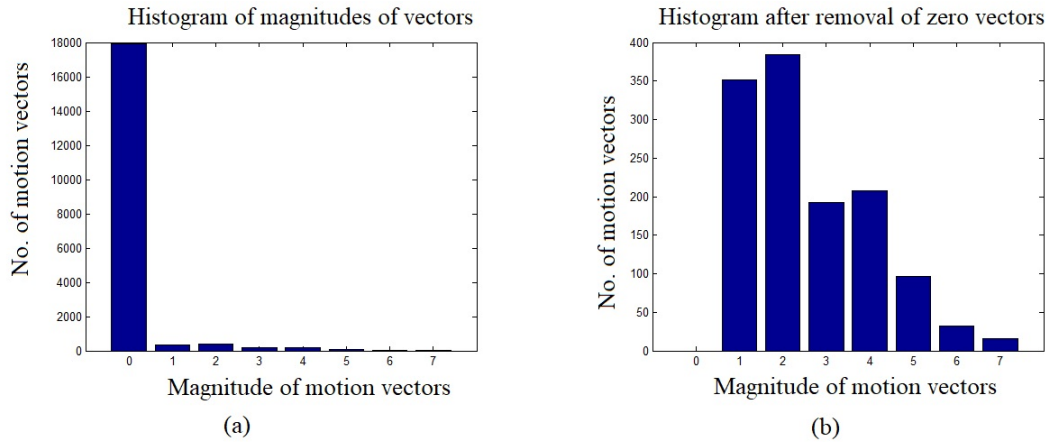 Histogram of magnitudes of vectors
No. of motion vectors
18000
16000
14000
12000
10000
8000
6000
4000
2000
0
0 1 2 3 4 5 6 7
Magnitude of motion vectors
(a)
Histogram after removal of zero vectors
No. of motion vectors
400
350
300
250
200
150
100
50
0
0 1 2 3 4 5 6 7
Magnitude of motion vectors
(b)